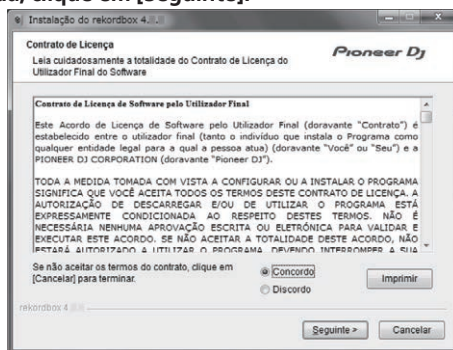 clique em [Seguinte].
Instalação do rekordbox 4.
Contrato de Licença
Leia cuidadosamente a totalidade do Contrato de Licença do
Utilizador Final do Software
Pioneer Dj
Contrato de Licença de Software pelo Utilizador Final
Este Acordo de Licença de Software pelo Utilizador Final (doravante "Contrato") é
estabelecido entre o utilizador final (tanto o indivíduo que instala o Programa como
qualquer entidade legal para a qual a pessoa atua) (doravante "Você" ou "Seu") e a
PIONEER DJ CORPORATION (doravante "Pioneer DJ").
TODA A MEDIDA TOMADA COM VISTA A CONFIGURAR OU A INSTALAR O PROGRAMA
SIGNIFICA QUE VOCÊ ACEITA TODOS OS TERMOS DESTE CONTRATO DE LICENÇA. A
AUTORIZAÇÃO DE DESCARREGAR E/OU DE UTILIZAR O PROGRAMA ESTÁ
EXPRESSAMENTE CONDICIONADA AO RESPEITO DESTES TERMOS. NÃO É
NECESSÁRIA NENHUMA APROVAÇÃO ESCRITA OU ELETRÓNICA PARA VALIDAR E
EXECUTAR ESTE ACORDO. SE NÃO ACEITAR A TOTALIDADE DESTE ACORDO, NÃO
ESTARÁ AUTORIZADO A UTILIZAR O PROGRAMA, DEVENDO INTERROMPER A SUA
Se não aceitar os termos do contrato, clique em
[Cancelar] para terminar.
Concordo
Discordo
Imprimir
rekordbox 4
Seguinte >
Cancelar